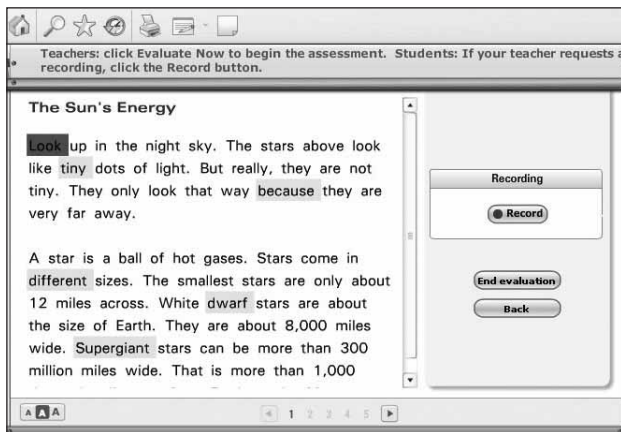 Teachers: click Evaluate Now to begin the assessment. Students: If your teacher requests a
recording, click the Record button.
The Sun's Energy
Look up in the night sky. The stars above look
like tiny dots of light. But really, they are not
tiny. They only look that way because they are
very far away.
A star is a ball of hot gases. Stars come in
different sizes. The smallest stars are only about
12 miles across. White dwarf stars are about
the size of Earth. They are about 8,000 miles
wide. Supergiant stars can be more than 300
million miles wide. That is more than 1,000
Recording
Record
End evaluation
Back
A A A
1 2 3 4 5